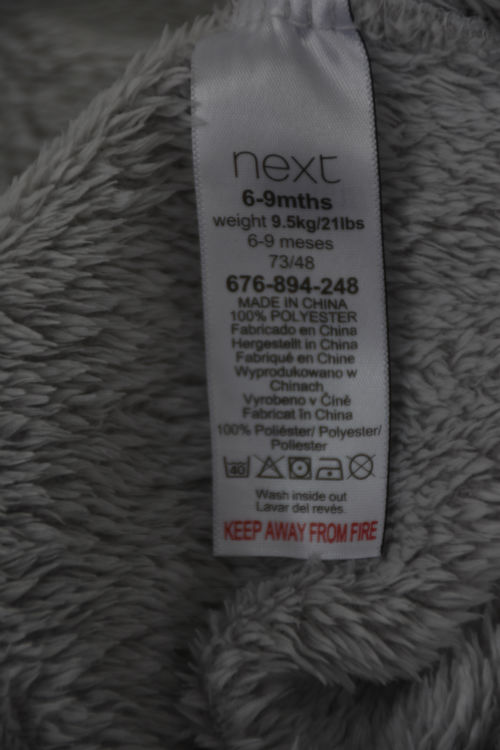 next
6-9mths
weight 9.5kg/21lbs
6-9 meses
73/48
676-894-248
MADE IN CHINA
100% POLYESTER
Fabricado en China
Hergestellt in China
Fabriqué en Chine
Wyprodukowano w
Chinach
Vyrobeno v Číně
Fabricat în China
100% Poliéster/ Polyester/
Poliester
40
Wash inside out
Lavar del revés.
KEEP AWAY FROM FIRE